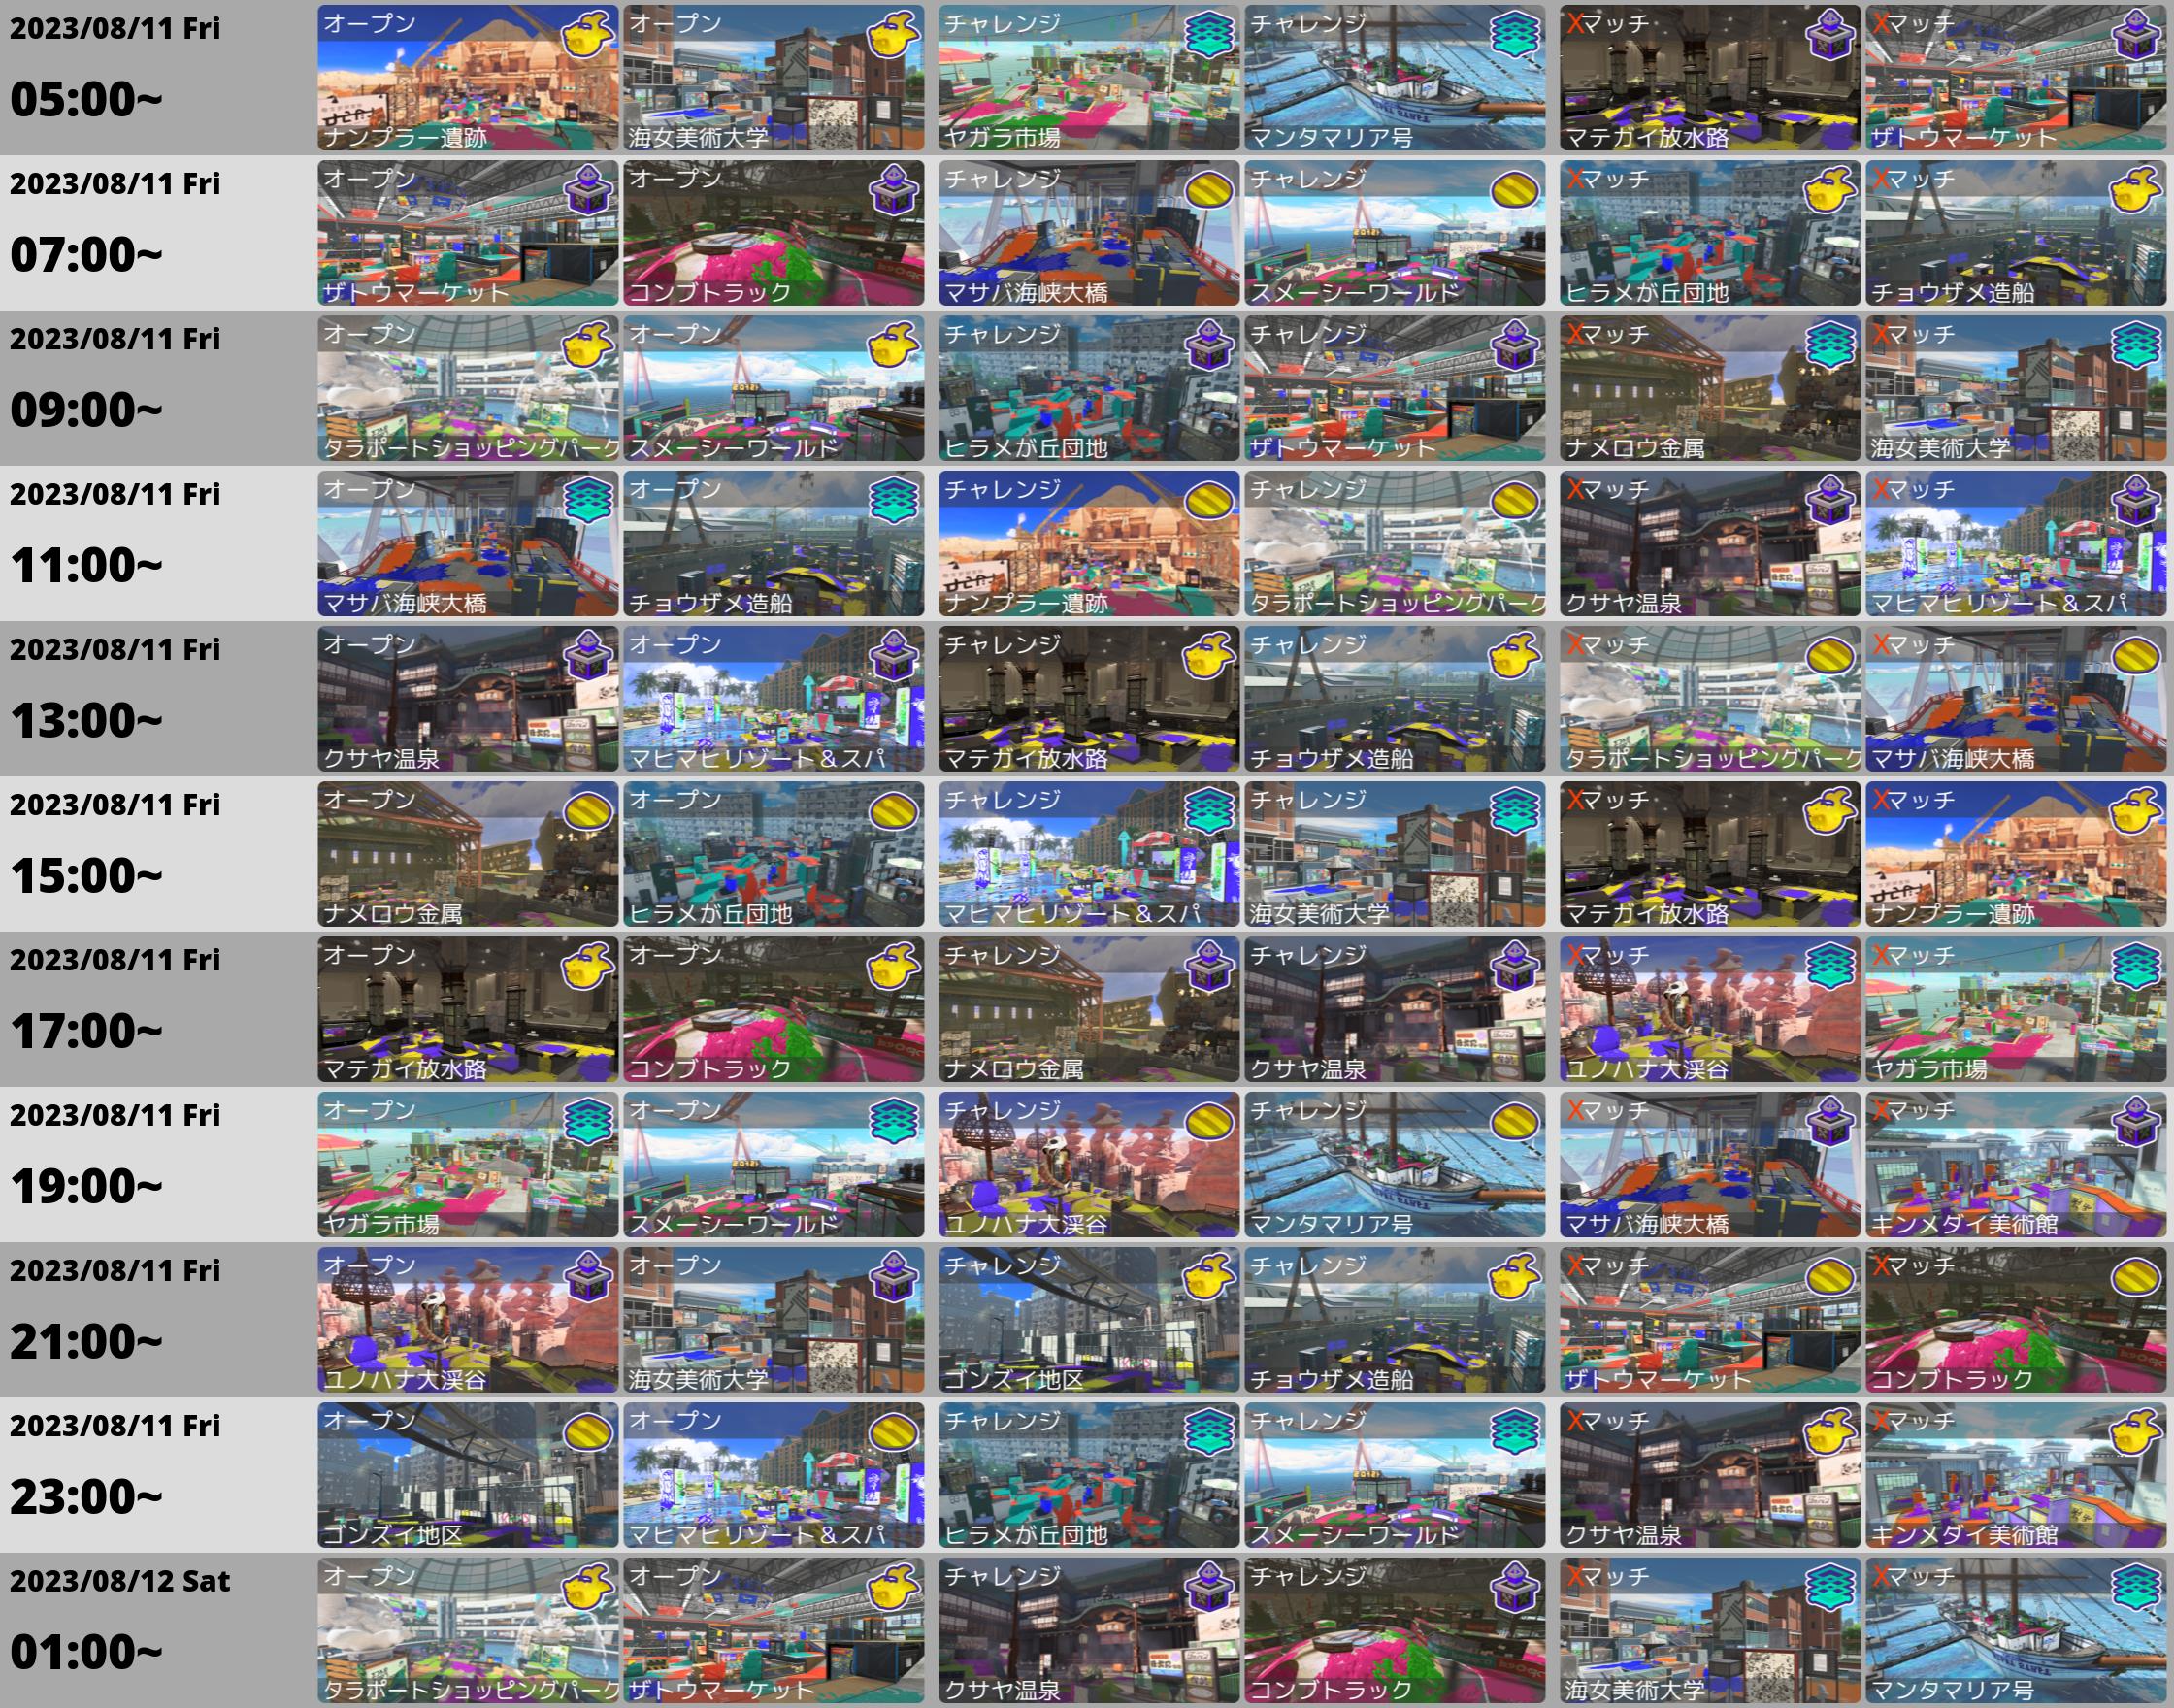 2023/08/11 Fri
05:00~
オープン
ナンプラー遺跡
オープン
海女美術大学
チャレンジ
ヤガラ市場
チャレンジ
マンタマリア号
Xマッチ
マテガイ放水路
Xマッチ
ザトウマーケット
2023/08/11 Fri
07:00~
オープン
ザトウマーケット
オープン
コンブトラック
チャレンジ
マサバ海峡大橋
チャレンジ
スメーシーワールド
Xマッチ
ヒラメが丘団地
Xマッチ
チョウザメ造船
2023/08/11 Fri
09:00~
オープン
タラポートショッピングパーク
オープン
スメーシーワールド
チャレンジ
ヒラメが丘団地
チャレンジ
ザトウマーケット
Xマッチ
ナメロウ金属
Xマッチ
海女美術大学
2023/08/11 Fri
11:00~
オープン
マサバ海峡大橋
オープン
チョウザメ造船
チャレンジ
ナンプラー遺跡
チャレンジ
タラポートショッピングパーク
Xマッチ
クサヤ温泉
Xマッチ
マヒマヒリゾート＆スパ
2023/08/11 Fri
13:00~
オープン
クサヤ温泉
オープン
マヒマヒリゾート＆スパ
チャレンジ
マテガイ放水路
チャレンジ
チョウザメ造船
Xマッチ
タラポートショッピングパーク
Xマッチ
マサバ海峡大橋
2023/08/11 Fri
15:00~
オープン
ナメロウ金属
オープン
ヒラメが丘団地
チャレンジ
マヒマヒリゾート＆スパ
チャレンジ
海女美術大学
Xマッチ
マテガイ放水路
Xマッチ
ナンプラー遺跡
2023/08/11 Fri
17:00~
オープン
マテガイ放水路
オープン
コンブトラック
チャレンジ
ナメロウ金属
チャレンジ
クサヤ温泉
Xマッチ
ユノハナ大渓谷
Xマッチ
ヤガラ市場
2023/08/11 Fri
19:00~
オープン
ヤガラ市場
オープン
スメーシーワールド
チャレンジ
ユノハナ大渓谷
チャレンジ
マンタマリア号
Xマッチ
マサバ海峡大橋
Xマッチ
キンメダイ美術館
2023/08/11 Fri
21:00~
オープン
ユノハナ大渓谷
オープン
海女美術大学
チャレンジ
ゴンズイ地区
チャレンジ
チョウザメ造船
Xマッチ
ザトウマーケット
Xマッチ
コンブトラック
2023/08/11 Fri
23:00~
オープン
ゴンズイ地区
オープン
マヒマヒリゾート＆スパ
チャレンジ
ヒラメが丘団地
チャレンジ
スメーシーワールド
Xマッチ
クサヤ温泉
Xマッチ
キンメダイ美術館
2023/08/12 Sat
01:00~
オープン
タラポートショッピングパーク
オープン
ザトウマーケット
チャレンジ
クサヤ温泉
チャレンジ
コンブトラック
Xマッチ
海女美術大学
Xマッチ
マンタマリア号